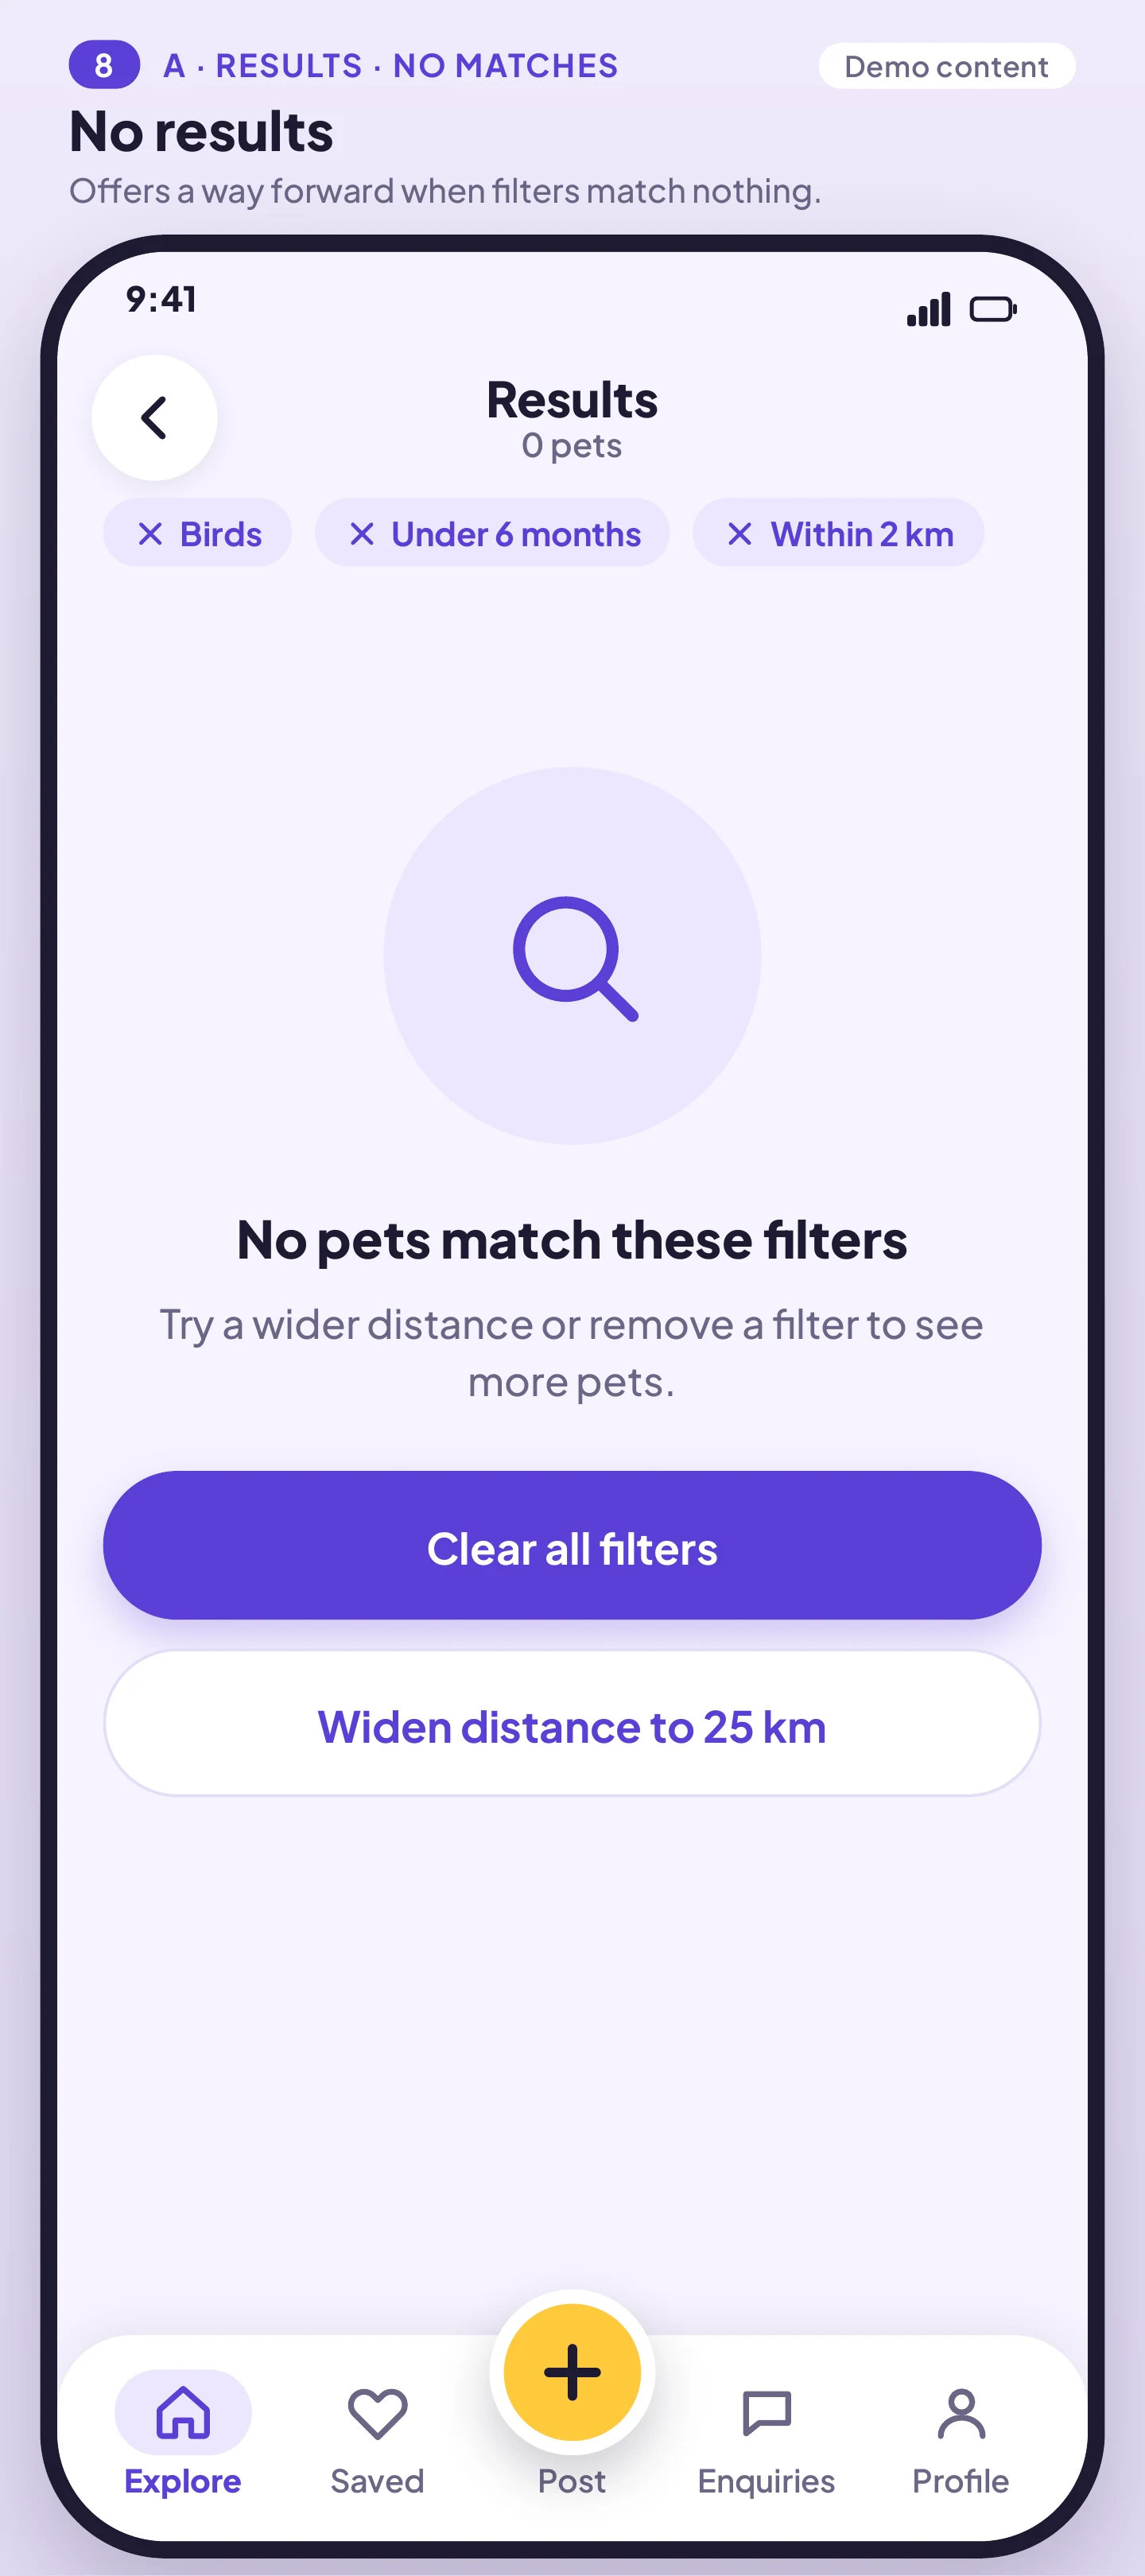 8 A · RESULTS · NO MATCHES Demo content
No results
Offers a way forward when filters match nothing.
9:41
Results
0 pets
Birds Under 6 months Within 2 km
No pets match these filters
Try a wider distance or remove a filter to see
more pets.
Clear all filters
Widen distance to 25 km
Explore Saved Post Enquiries Profile